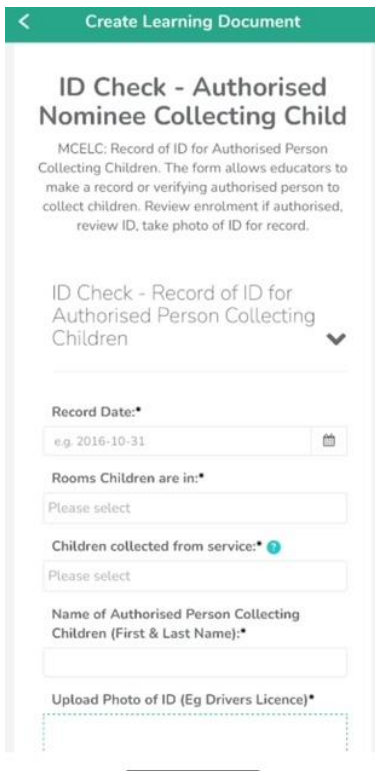 Create Learning Document
ID Check - Authorised
Nominee Collecting Child
MCELC: Record of ID for Authorised Person
Collecting Children. The form allows educators to
make a record or verifying authorised person to
collect children. Review enrolment if authorised,
review ID, take photo of ID for record.
ID Check - Record of ID for
Authorised Person Collecting
Children
Record Date:*
e.g. 2016-10-31
Rooms Children are in:*
Please select
Children collected from service:* ?
Please select
Name of Authorised Person Collecting
Children (First & Last Name):*
Upload Photo of ID (Eg Drivers Licence)*